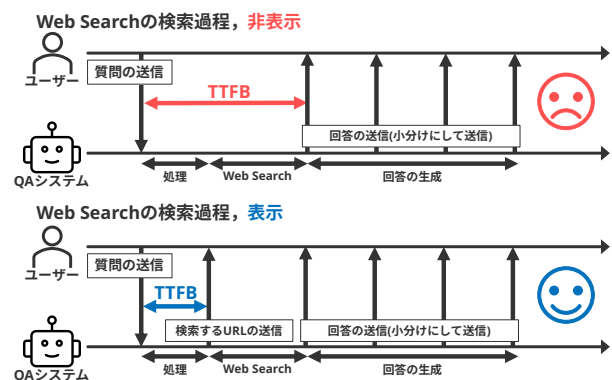 Web Searchの検索過程，非表示
ユーザー
質問の送信
TTFB
回答の送信(小分けにして送信)
QAシステム
処理
Web Search
回答の生成
Web Searchの検索過程，表示
ユーザー
質問の送信
TTFB
検索するURLの送信
回答の送信(小分けにして送信)
QAシステム
処理
Web Search
回答の生成